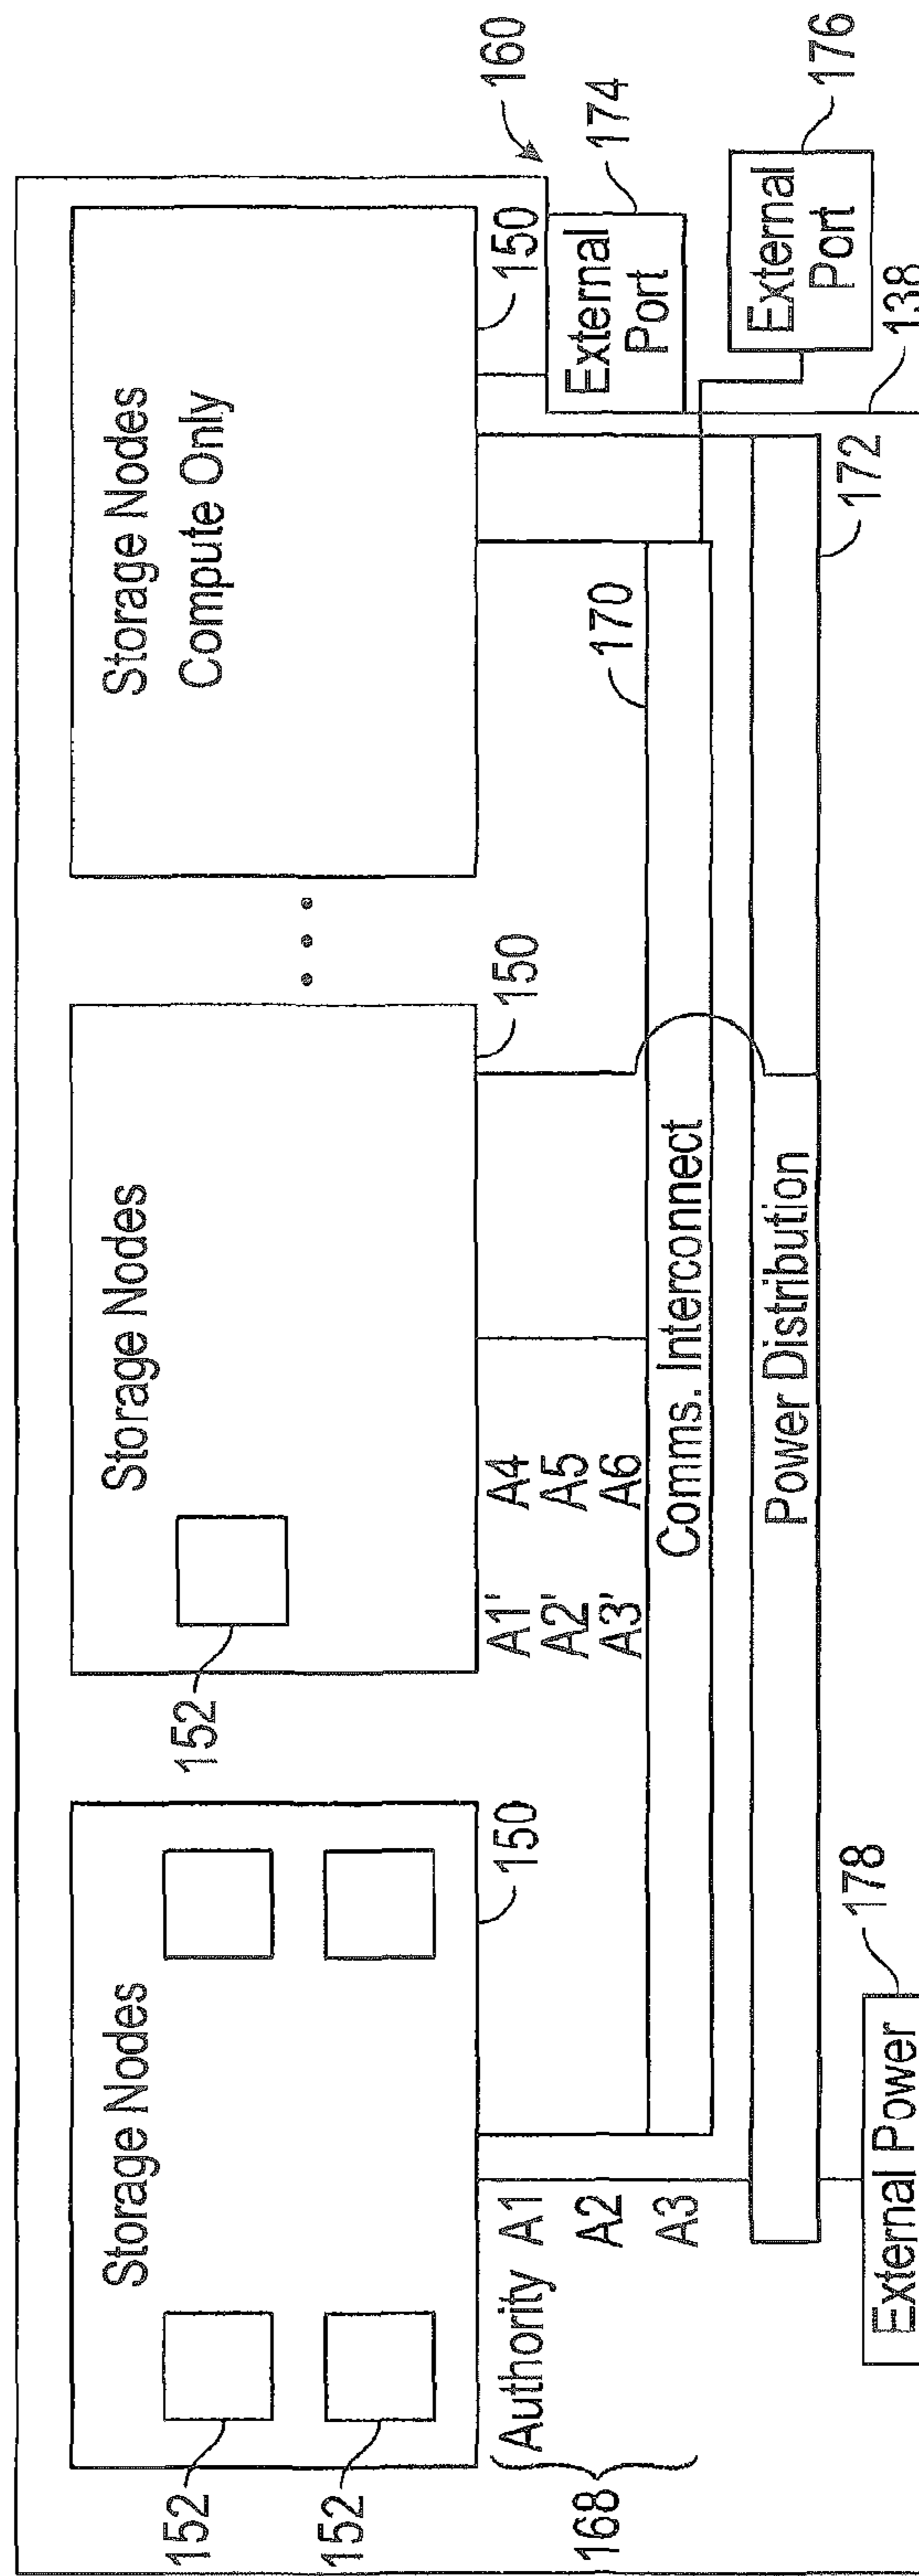 160
Storage Nodes
Storage Nodes
Storage Nodes
Compute Only
152
152
152
150
150
150
168
Authority A1
A2
A3
A1' A4
A2' A5
A3' A6
170
Comms. Interconnect
External
Port
174
Power Distribution
172
External
Port
176
138
External Power
178